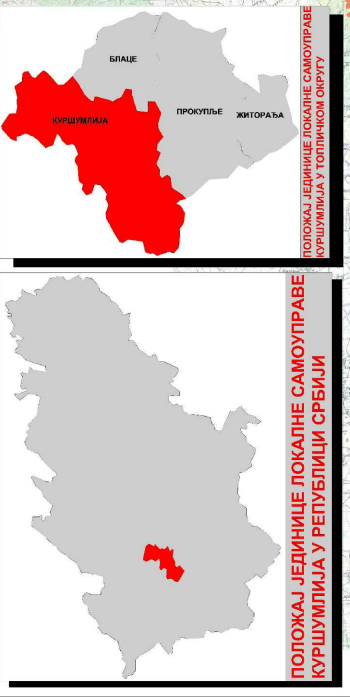 БЛАЦЕ
КУРШУМЛИЈА
ПРОКУПЉЕ
ЖИТОРАЂА
ПОЛОЖАЈ ЈЕДИНИЦЕ ЛОКАЛНЕ САМОУПРАВЕ
КУРШУМЛИЈА У ТОПЛИЧКОМ ОКРУГУ
ПОЛОЖАЈ ЈЕДИНИЦЕ ЛОКАЛНЕ САМОУПРАВЕ
КУРШУМЛИЈА У РЕПУБЛИЦИ СРБИЈИ